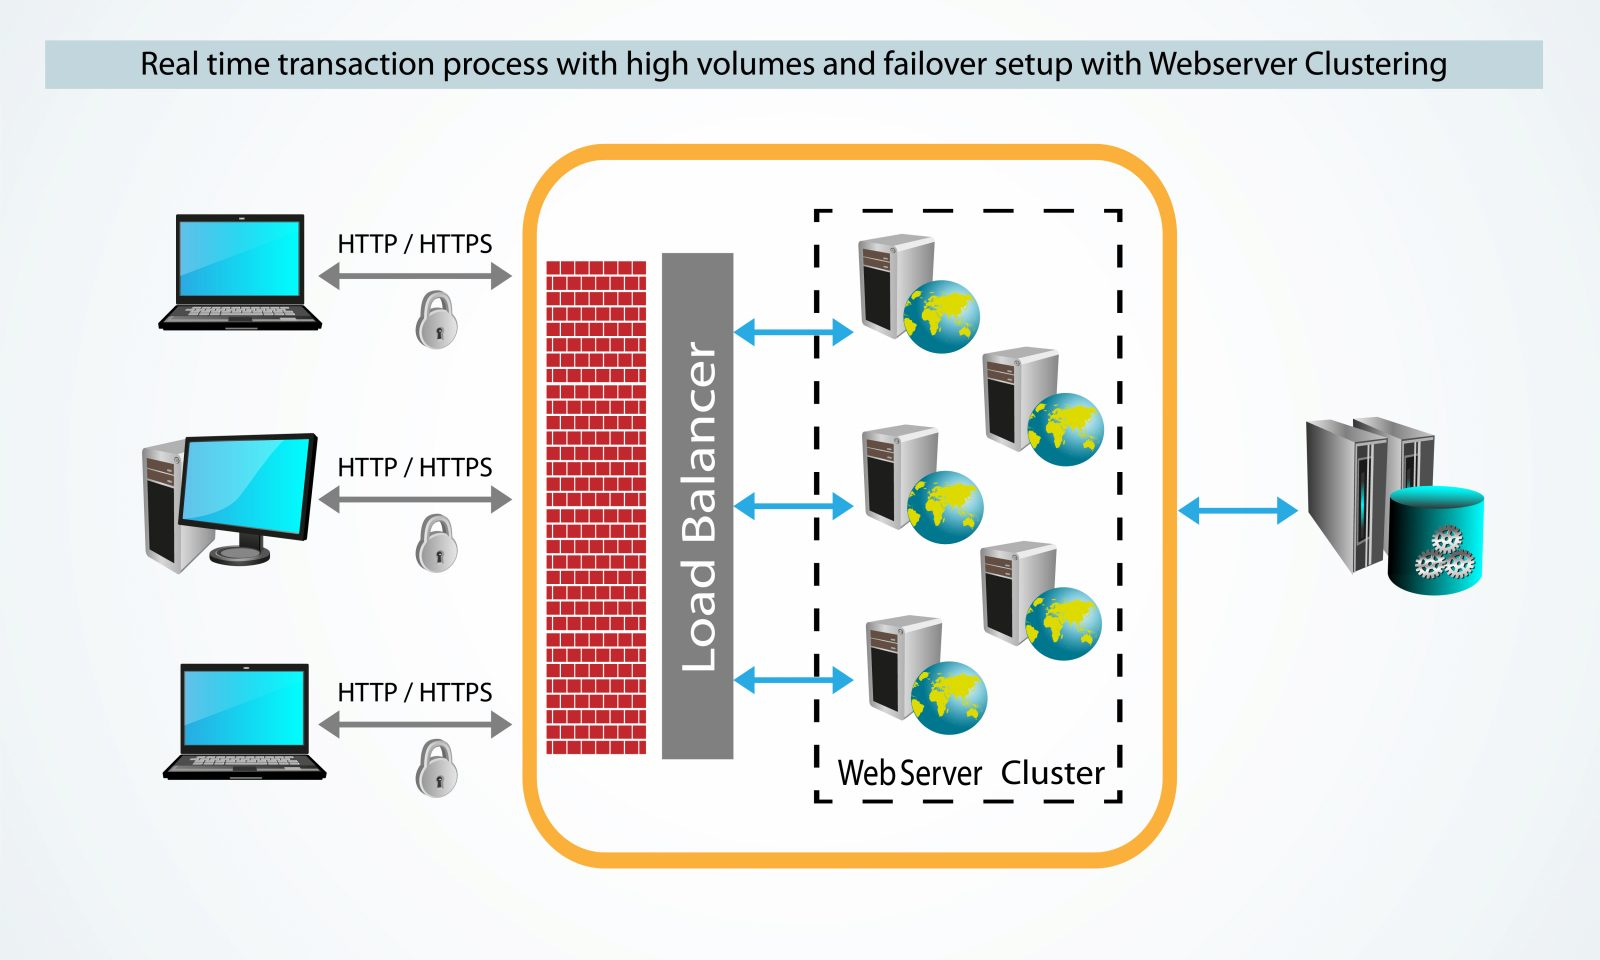 Real time transaction process with high volumes and failover setup with Webserver Clustering
HTTP / HTTPS
HTTP / HTTPS
HTTP / HTTPS
Load Balancer
Web Server Cluster